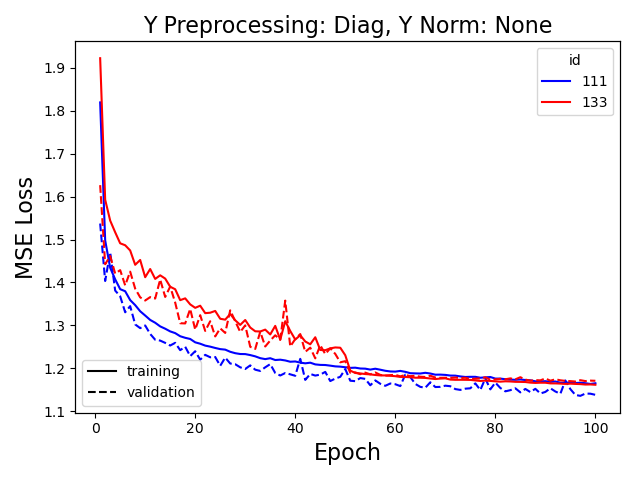 Y Preprocessing: Diag, Y Norm: None
MSE Loss
1.9
1.8
1.7
1.6
1.5
1.4
1.3
1.2
1.1
id
111
133
training
validation
0
20
40
60
80
100
Epoch